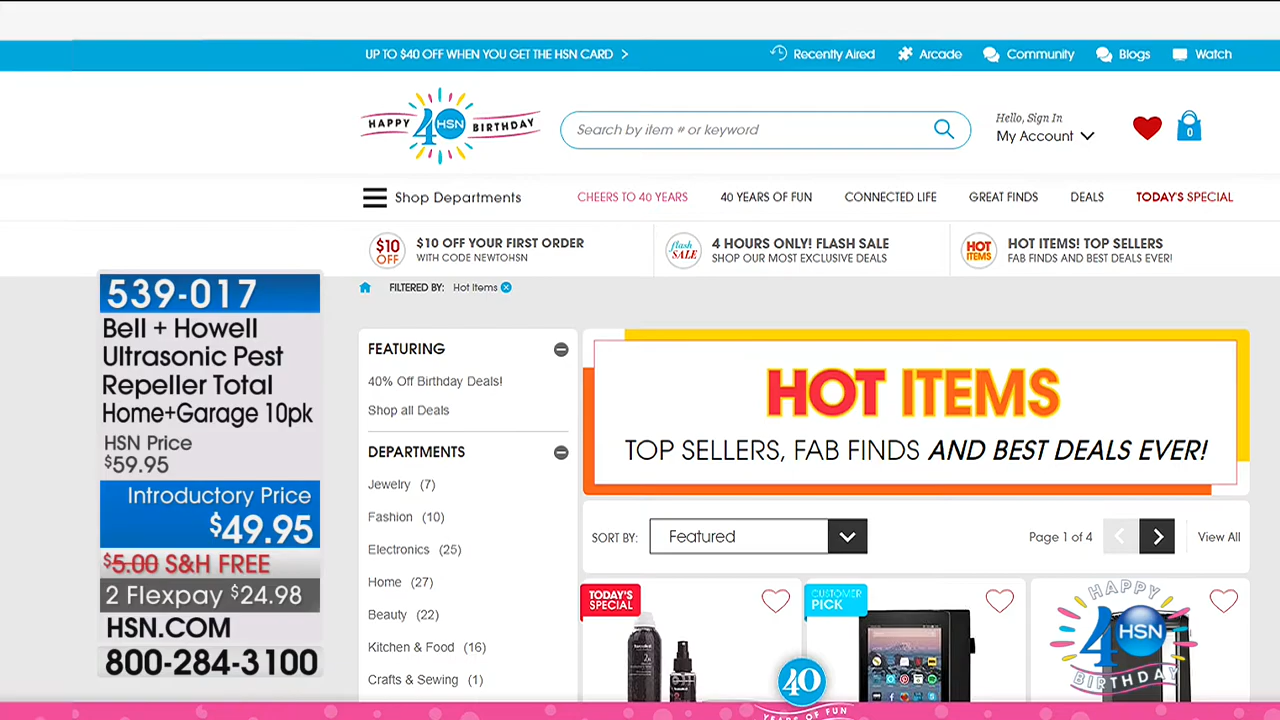 UP TO $40 OFF WHEN YOU GET THE HSN CARD >
Recently Aired
Arcade
Community
Blogs
Watch
HAPPY 40 HSN BIRTHDAY
Search by item # or keyword
Hello, Sign In
My Account
0
Shop Departments
CHEERS TO 40 YEARS
40 YEARS OF FUN
CONNECTED LIFE
GREAT FINDS
DEALS
TODAY'S SPECIAL
$10 OFF
$10 OFF YOUR FIRST ORDER
WITH CODE NEWTOHSN
flash SALE
4 HOURS ONLY! FLASH SALE
SHOP OUR MOST EXCLUSIVE DEALS
HOT ITEMS
HOT ITEMS! TOP SELLERS
FAB FINDS AND BEST DEALS EVER!
539-017
Bell + Howell
Ultrasonic Pest
Repeller Total
Home+Garage 10pk
HSN Price
$59.95
Introductory Price
$49.95
$5.00 S&H FREE
2 Flexpay $24.98
HSN.COM
800-284-3100
FILTERED BY: Hot Items
FEATURING
40% Off Birthday Deals!
Shop all Deals
DEPARTMENTS
Jewelry (7)
Fashion (10)
Electronics (25)
Home (27)
Beauty (22)
Kitchen & Food (16)
Crafts & Sewing (1)
HOT ITEMS
TOP SELLERS, FAB FINDS AND BEST DEALS EVER!
SORT BY: Featured
Page 1 of 4
View All
TODAY'S
SPECIAL
CUSTOMER
PICK
HAPPY
40 HSN
BIRTHDAY
40
YEARS OF FUN